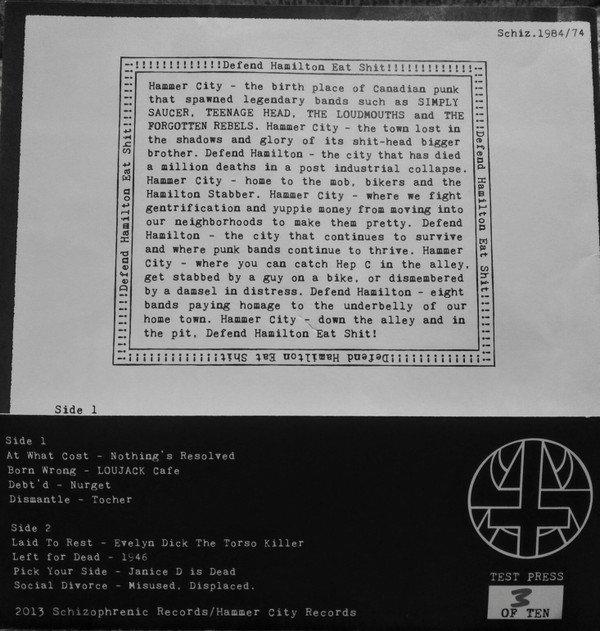 Schiz.1984/74
!!!!!!!!!!!!!Defend Hamilton Eat Shit!!!!!!!!!!!!!
!!Defend Hamilton Eat Shit!!
!!Defend Hamilton Eat Shit!!
Hammer City - the birth place of Canadian punk
that spawned legendary bands such as SIMPLY
SAUCER, TEENAGE HEAD, THE LOUDMOUTHS and THE
FORGOTTEN REBELS. Hammer City - the town lost in
the shadows and glory of its shit-head bigger
brother. Defend Hamilton - the city that has died
a million deaths in a post industrial collapse.
Hammer City - home to the mob, bikers and the
Hamilton Stabber. Hammer City - where we fight
gentrification and yuppie money from moving into
our neighborhoods to make them pretty. Defend
Hamilton - the city that continues to survive
and where punk bands continue to thrive. Hammer
City - where you can catch Hep C in the alley,
get stabbed by a guy on a bike, or dismembered
by a damsel in distress. Defend Hamilton - eight
bands paying homage to the underbelly of our
home town. Hammer City - down the alley and in
the pit, Defend Hamilton Eat Shit!
!!!!!!!!!!!!!Defend Hamilton Eat Shit!!!!!!!!!!!!!
Side 1
Side 1
At What Cost - Nothing's Resolved
Born Wrong - LOUJACK Cafe
Debt'd - Nurget
Dismantle - Tocher
Side 2
Laid To Rest - Evelyn Dick The Torso Killer
Left for Dead - 1946
Pick Your Side - Janice D is Dead
Social Divorce - Misused, Displaced.
2013 Schizophrenic Records/Hammer City Records
TEST PRESS
3
OF TEN